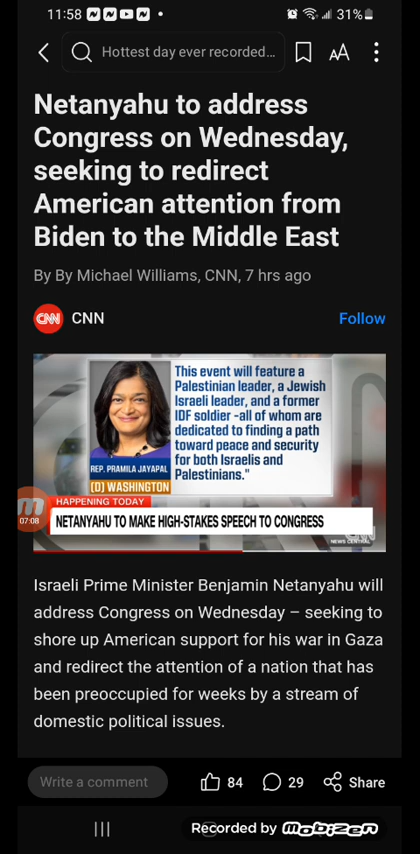 11:58 31%
Hottest day ever recorded...
AA
Netanyahu to address
Congress on Wednesday,
seeking to redirect
American attention from
Biden to the Middle East
By By Michael Williams, CNN, 7 hrs ago
CNN CNN Follow
This event will feature a
Palestinian leader, a Jewish
Israeli leader, and a former
IDF soldier -all of whom are
dedicated to finding a path
toward peace and security
for both Israelis and
Palestinians."
REP. PRAMILA JAYAPAL
(D) WASHINGTON
HAPPENING TODAY
NETANYAHU TO MAKE HIGH-STAKES SPEECH TO CONGRESS
CNN
NEWS CENTRAL
m
07:08
Israeli Prime Minister Benjamin Netanyahu will
address Congress on Wednesday – seeking to
shore up American support for his war in Gaza
and redirect the attention of a nation that has
been preoccupied for weeks by a stream of
domestic political issues.
Write a comment 84 29 Share
Recorded by mobizen